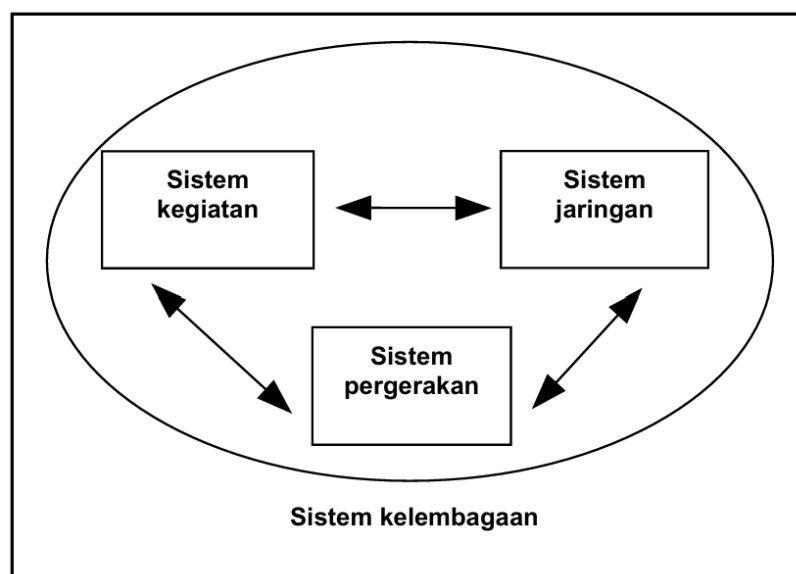 Sistem
kegiatan
Sistem
jaringan
Sistem
pergerakan
Sistem kelembagaan